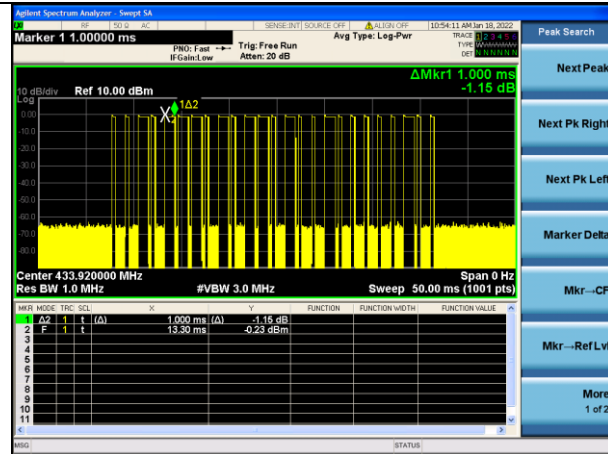 Agilent Spectrum Analyzer - Swept SA
RF 50 Ω AC SENSE:INT SOURCE OFF ALIGN OFF 10:54:11 AM Jan 18, 2022
Marker 1 1.00000 ms
PNO: Fast Trig: Free Run Avg Type: Log-Pwr TRACE 1 2 3 4 5 6
IFGain:Low Atten: 20 dB TYPE
DET N N N N N N
ΔMkr1 1.000 ms
-1.15 dB
10 dB/div Ref 10.00 dBm
Log
1Δ2
X2
0.00
-10.0
-20.0
-30.0
-40.0
-50.0
-60.0
-70.0
-80.0
Center 433.920000 MHz Span 0 Hz
Res BW 1.0 MHz #VBW 3.0 MHz Sweep 50.00 ms (1001 pts)
MKR MODE TRC SCL X Y FUNCTION FUNCTION WIDTH FUNCTION VALUE
1 Δ2 1 t (Δ) 1.000 ms (Δ) -1.15 dB
2 F 1 t 13.30 ms -0.23 dBm
3
4
5
6
7
8
9
10
11
MSG STATUS
Peak Search
Next Peak
Next Pk Right
Next Pk Left
Marker Delta
Mkr→CF
Mkr→Ref Lvl
More
1 of 2